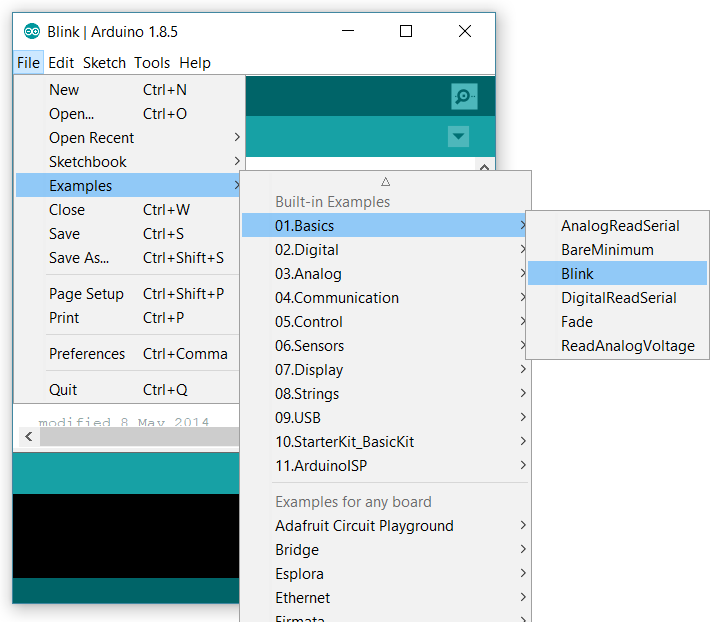 Blink | Arduino 1.8.5
File Edit Sketch Tools Help
New Ctrl+N
Open... Ctrl+O
Open Recent
Sketchbook
Examples
Close Ctrl+W
Save Ctrl+S
Save As... Ctrl+Shift+S
Page Setup Ctrl+Shift+P
Print Ctrl+P
Preferences Ctrl+Comma
Quit Ctrl+Q
modified 8 May 2014
Built-in Examples
01.Basics
02.Digital
03.Analog
04.Communication
05.Control
06.Sensors
07.Display
08.Strings
09.USB
10.StarterKit_BasicKit
11.ArduinoISP
Examples for any board
Adafruit Circuit Playground
Bridge
Esplora
Ethernet
Firmata
AnalogReadSerial
BareMinimum
Blink
DigitalReadSerial
Fade
ReadAnalogVoltage